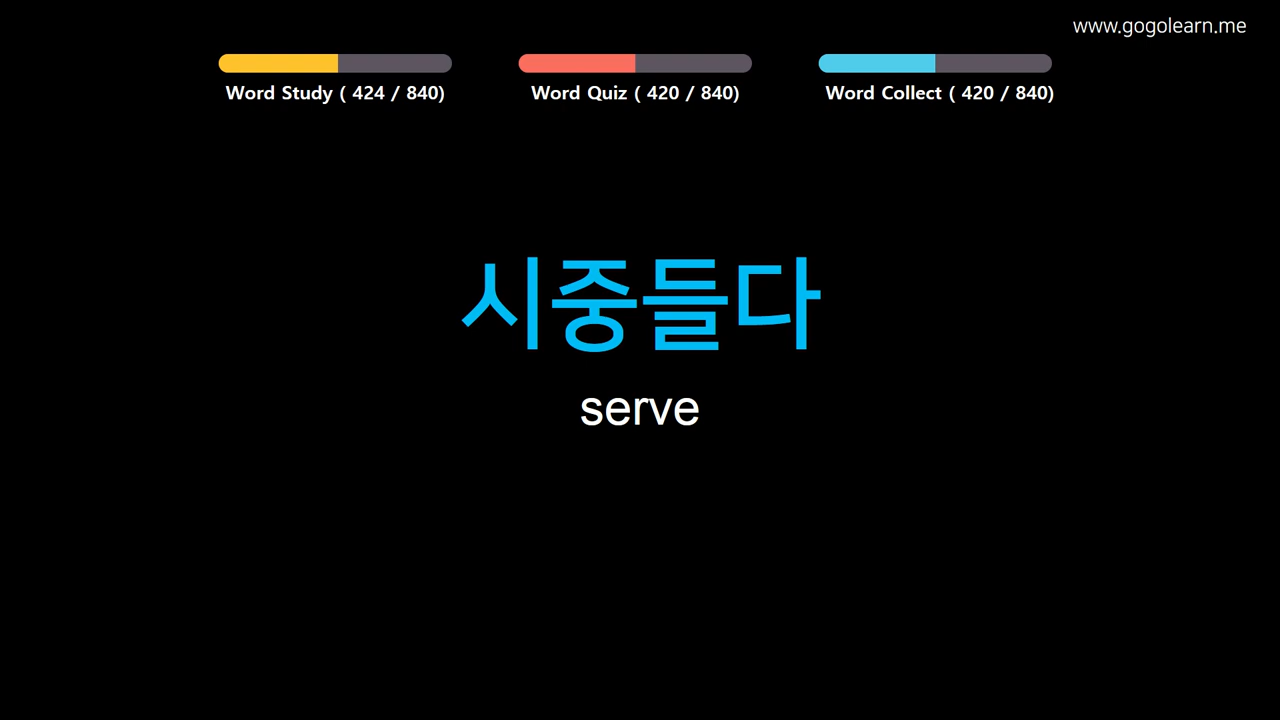 www.gogolearn.me
Word Study ( 424 / 840)
Word Quiz ( 420 / 840)
Word Collect ( 420 / 840)
시중들다
serve